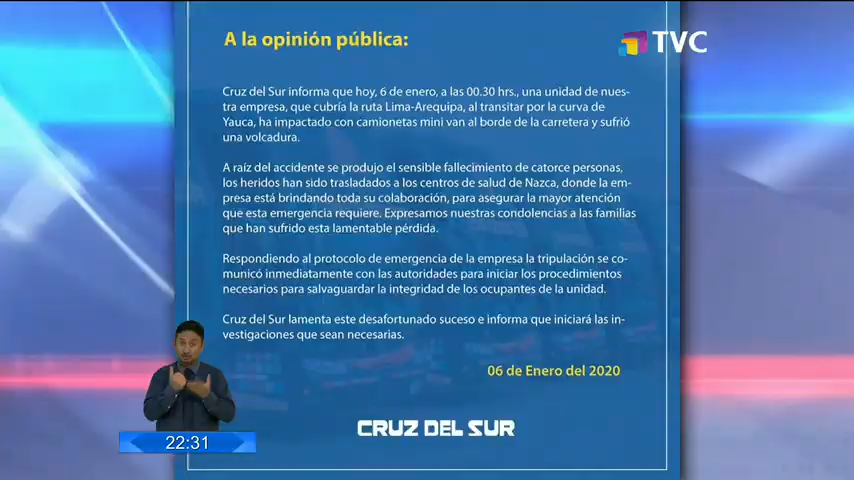 A la opinión pública:
TVC
Cruz del Sur informa que hoy, 6 de enero, a las 00.30 hrs., una unidad de nues-
tra empresa, que cubría la ruta Lima-Arequipa, al transitar por la curva de
Yauca, ha impactado con camionetas mini van al borde de la carretera y sufrió
una volcadura.
A raíz del accidente se produjo el sensible fallecimiento de catorce personas,
los heridos han sido trasladados a los centros de salud de Nazca, donde la em-
presa está brindando toda su colaboración, para asegurar la mayor atención
que esta emergencia requiere. Expresamos nuestras condolencias a las familias
que han sufrido esta lamentable pérdida.
Respondiendo al protocolo de emergencia de la empresa la tripulación se co-
municó inmediatamente con las autoridades para iniciar los procedimientos
necesarios para salvaguardar la integridad de los ocupantes de la unidad.
Cruz del Sur lamenta este desafortunado suceso e informa que iniciará las in-
vestigaciones que sean necesarias.
06 de Enero del 2020
CRUZ DEL SUR
22:31